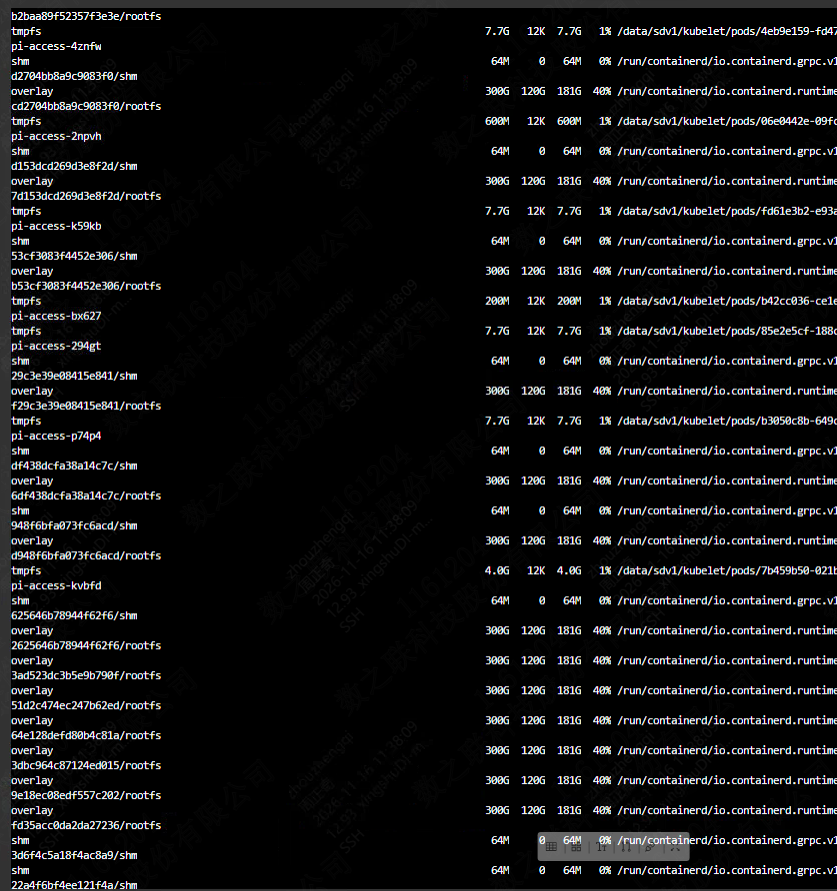 b2baa89f52357f3e3e/rootfs
tmpfs 7.7G 12K 7.7G 1% /data/sdv1/kubelet/pods/4eb9e159-fd47
pi-access-4znfw
shm 64M 0 64M 0% /run/containerd/io.containerd.grpc.v1
d2704bb8a9c9083f0/shm
overlay 300G 120G 181G 40% /run/containerd/io.containerd.runtime
cd2704bb8a9c9083f0/rootfs
tmpfs 600M 12K 600M 1% /data/sdv1/kubelet/pods/06e0442e-09fc
pi-access-2npvh
shm 64M 0 64M 0% /run/containerd/io.containerd.grpc.v1
d153dcd269d3e8f2d/shm
overlay 300G 120G 181G 40% /run/containerd/io.containerd.runtime
7d153dcd269d3e8f2d/rootfs
tmpfs 7.7G 12K 7.7G 1% /data/sdv1/kubelet/pods/fd61e3b2-e93a
pi-access-k59kb
shm 64M 0 64M 0% /run/containerd/io.containerd.grpc.v1
53cf3083f4452e306/shm
overlay 300G 120G 181G 40% /run/containerd/io.containerd.runtime
b53cf3083f4452e306/rootfs
tmpfs 200M 12K 200M 1% /data/sdv1/kubelet/pods/b42cc036-ce1e
pi-access-bx627
tmpfs 7.7G 12K 7.7G 1% /data/sdv1/kubelet/pods/85e2e5cf-188c
pi-access-294gt
shm 64M 0 64M 0% /run/containerd/io.containerd.grpc.v1
29c3e39e08415e841/shm
overlay 300G 120G 181G 40% /run/containerd/io.containerd.runtime
f29c3e39e08415e841/rootfs
tmpfs 7.7G 12K 7.7G 1% /data/sdv1/kubelet/pods/b3050c8b-649c
pi-access-p74p4
shm 64M 0 64M 0% /run/containerd/io.containerd.grpc.v1
df438dcfa38a14c7c/shm
overlay 300G 120G 181G 40% /run/containerd/io.containerd.runtime
6df438dcfa38a14c7c/rootfs
shm 64M 0 64M 0% /run/containerd/io.containerd.grpc.v1
948f6bfa073fc6acd/shm
overlay 300G 120G 181G 40% /run/containerd/io.containerd.runtime
d948f6bfa073fc6acd/rootfs
tmpfs 4.0G 12K 4.0G 1% /data/sdv1/kubelet/pods/7b459b50-021b
pi-access-kvbfd
shm 64M 0 64M 0% /run/containerd/io.containerd.grpc.v1
625646b78944f62f6/shm
overlay 300G 120G 181G 40% /run/containerd/io.containerd.runtime
2625646b78944f62f6/rootfs
overlay 300G 120G 181G 40% /run/containerd/io.containerd.runtime
3ad523dc3b5e9b790f/rootfs
overlay 300G 120G 181G 40% /run/containerd/io.containerd.runtime
51d2c474ec247b62ed/rootfs
overlay 300G 120G 181G 40% /run/containerd/io.containerd.runtime
64e128defd80b4c81a/rootfs
overlay 300G 120G 181G 40% /run/containerd/io.containerd.runtime
3dbc964c87124ed015/rootfs
overlay 300G 120G 181G 40% /run/containerd/io.containerd.runtime
9e18ec08edf557c202/rootfs
overlay 300G 120G 181G 40% /run/containerd/io.containerd.runtime
fd35acc0da2da27236/rootfs
shm 64M 0 64M 0% /run/containerd/io.containerd.grpc.v1
3d6f4c5a18f4ac8a9/shm
shm 64M 0 64M 0% /run/containerd/io.containerd.grpc.v1
22a4f6bf4ee121f4a/shm